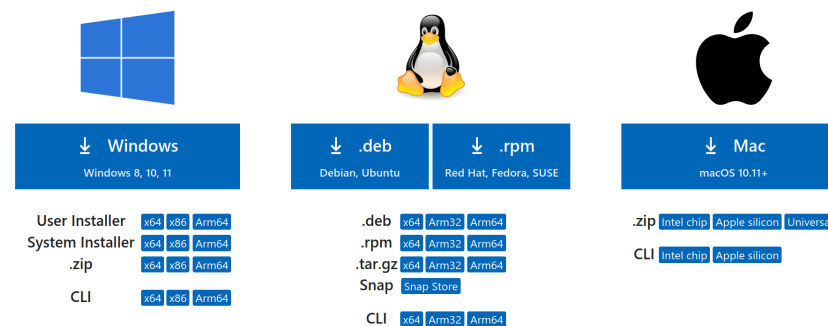 Windows
Windows 8, 10, 11
User Installer x64 x86 Arm64
System Installer x64 x86 Arm64
.zip x64 x86 Arm64
CLI x64 x86 Arm64
.deb
Debian, Ubuntu
.rpm
Red Hat, Fedora, SUSE
.deb x64 Arm32 Arm64
.rpm x64 Arm32 Arm64
.tar.gz x64 Arm32 Arm64
Snap Snap Store
CLI x64 Arm32 Arm64
Mac
macOS 10.11+
.zip Intel chip Apple silicon Universa
CLI Intel chip Apple silicon